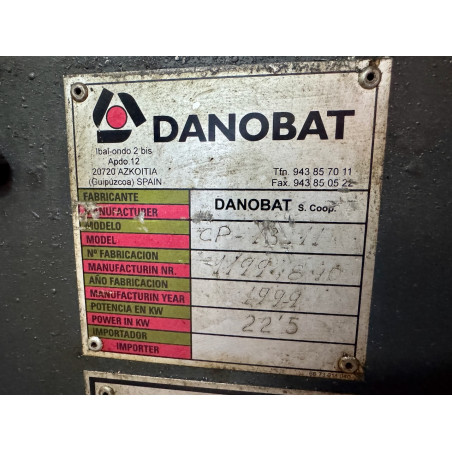 DANOBAT
Ibal-ondo 2 bis
Apdo.12
20720 AZKOITIA
(Guipúzcoa) SPAIN
Tfn. 943 85 70 11
Fax. 943 85 05 22
FABRICANTE
MANUFACTURER
DANOBAT S. Coop.
MODELO
MODEL
Nº FABRICACION
MANUFACTURIN NR.
AÑO FABRICACION
MANUFACTURIN YEAR
1999
POTENCIA EN KW
POWER IN KW
22'5
IMPORTADOR
IMPORTER